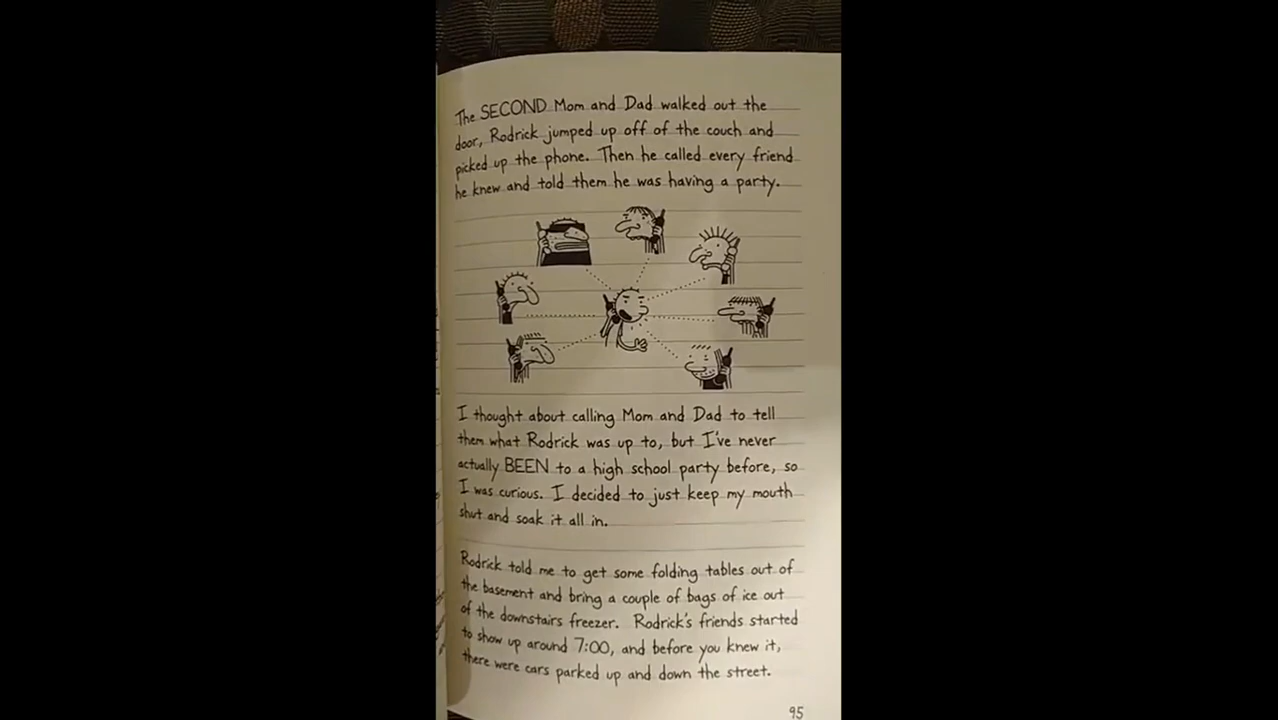 The SECOND Mom and Dad walked out the
door, Rodrick jumped up off of the couch and
picked up the phone. Then he called every friend
he knew and told them he was having a party.
I thought about calling Mom and Dad to tell
them what Rodrick was up to, but I've never
actually BEEN to a high school party before, so
I was curious. I decided to just keep my mouth
shut and soak it all in.
Rodrick told me to get some folding tables out of
the basement and bring a couple of bags of ice out
of the downstairs freezer. Rodrick's friends started
to show up around 7:00, and before you knew it,
there were cars parked up and down the street.
95